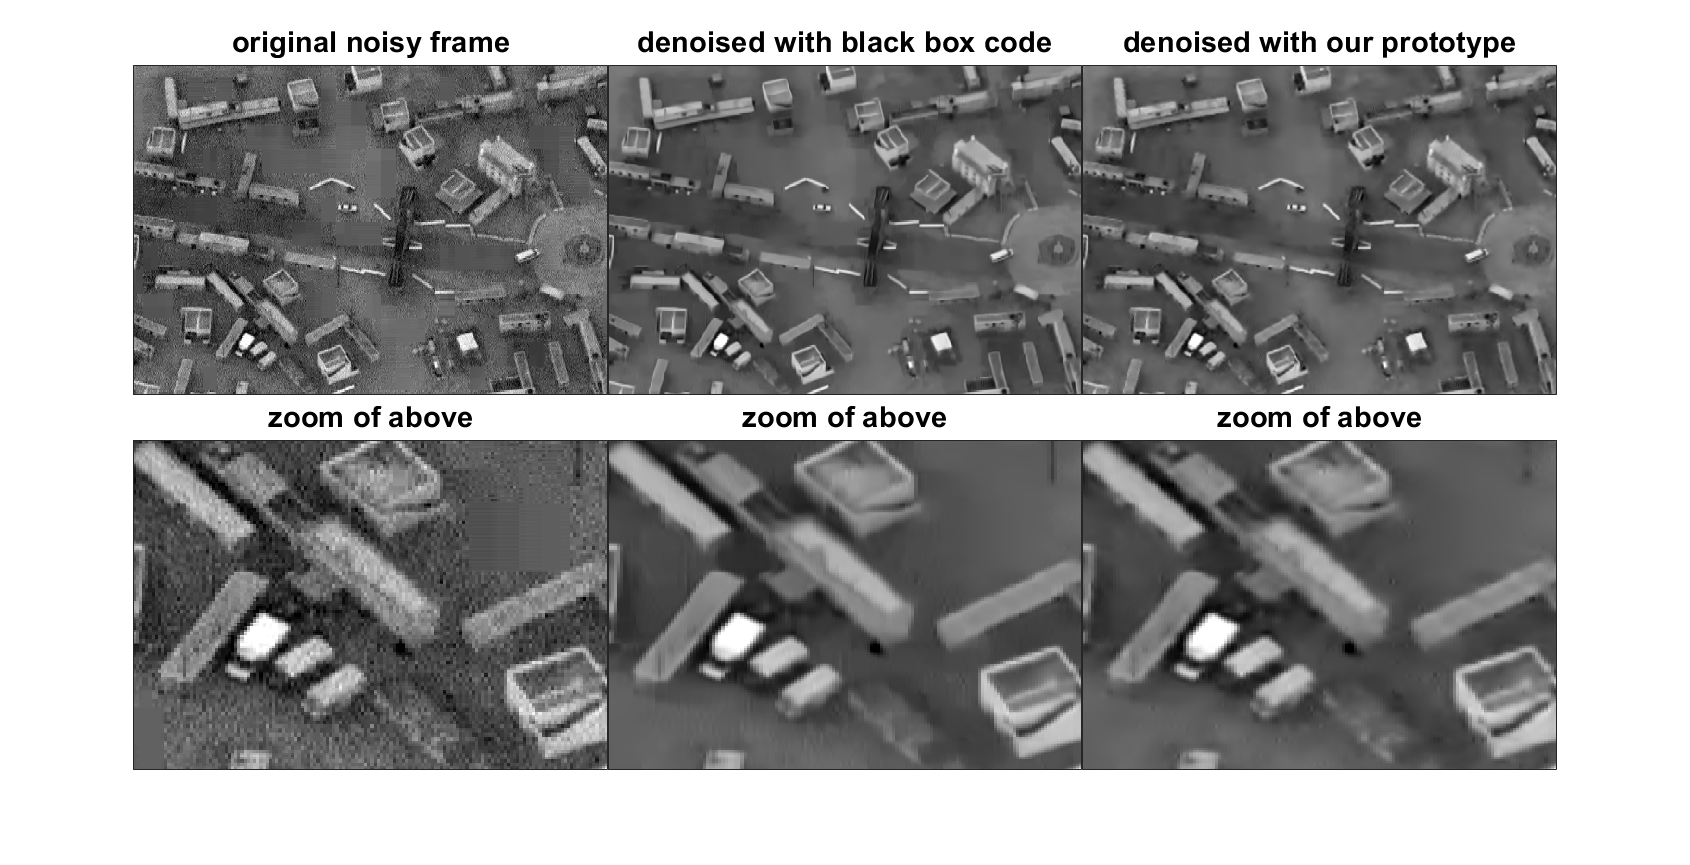 original noisy frame
denoised with black box code
denoised with our prototype
zoom of above
zoom of above
zoom of above